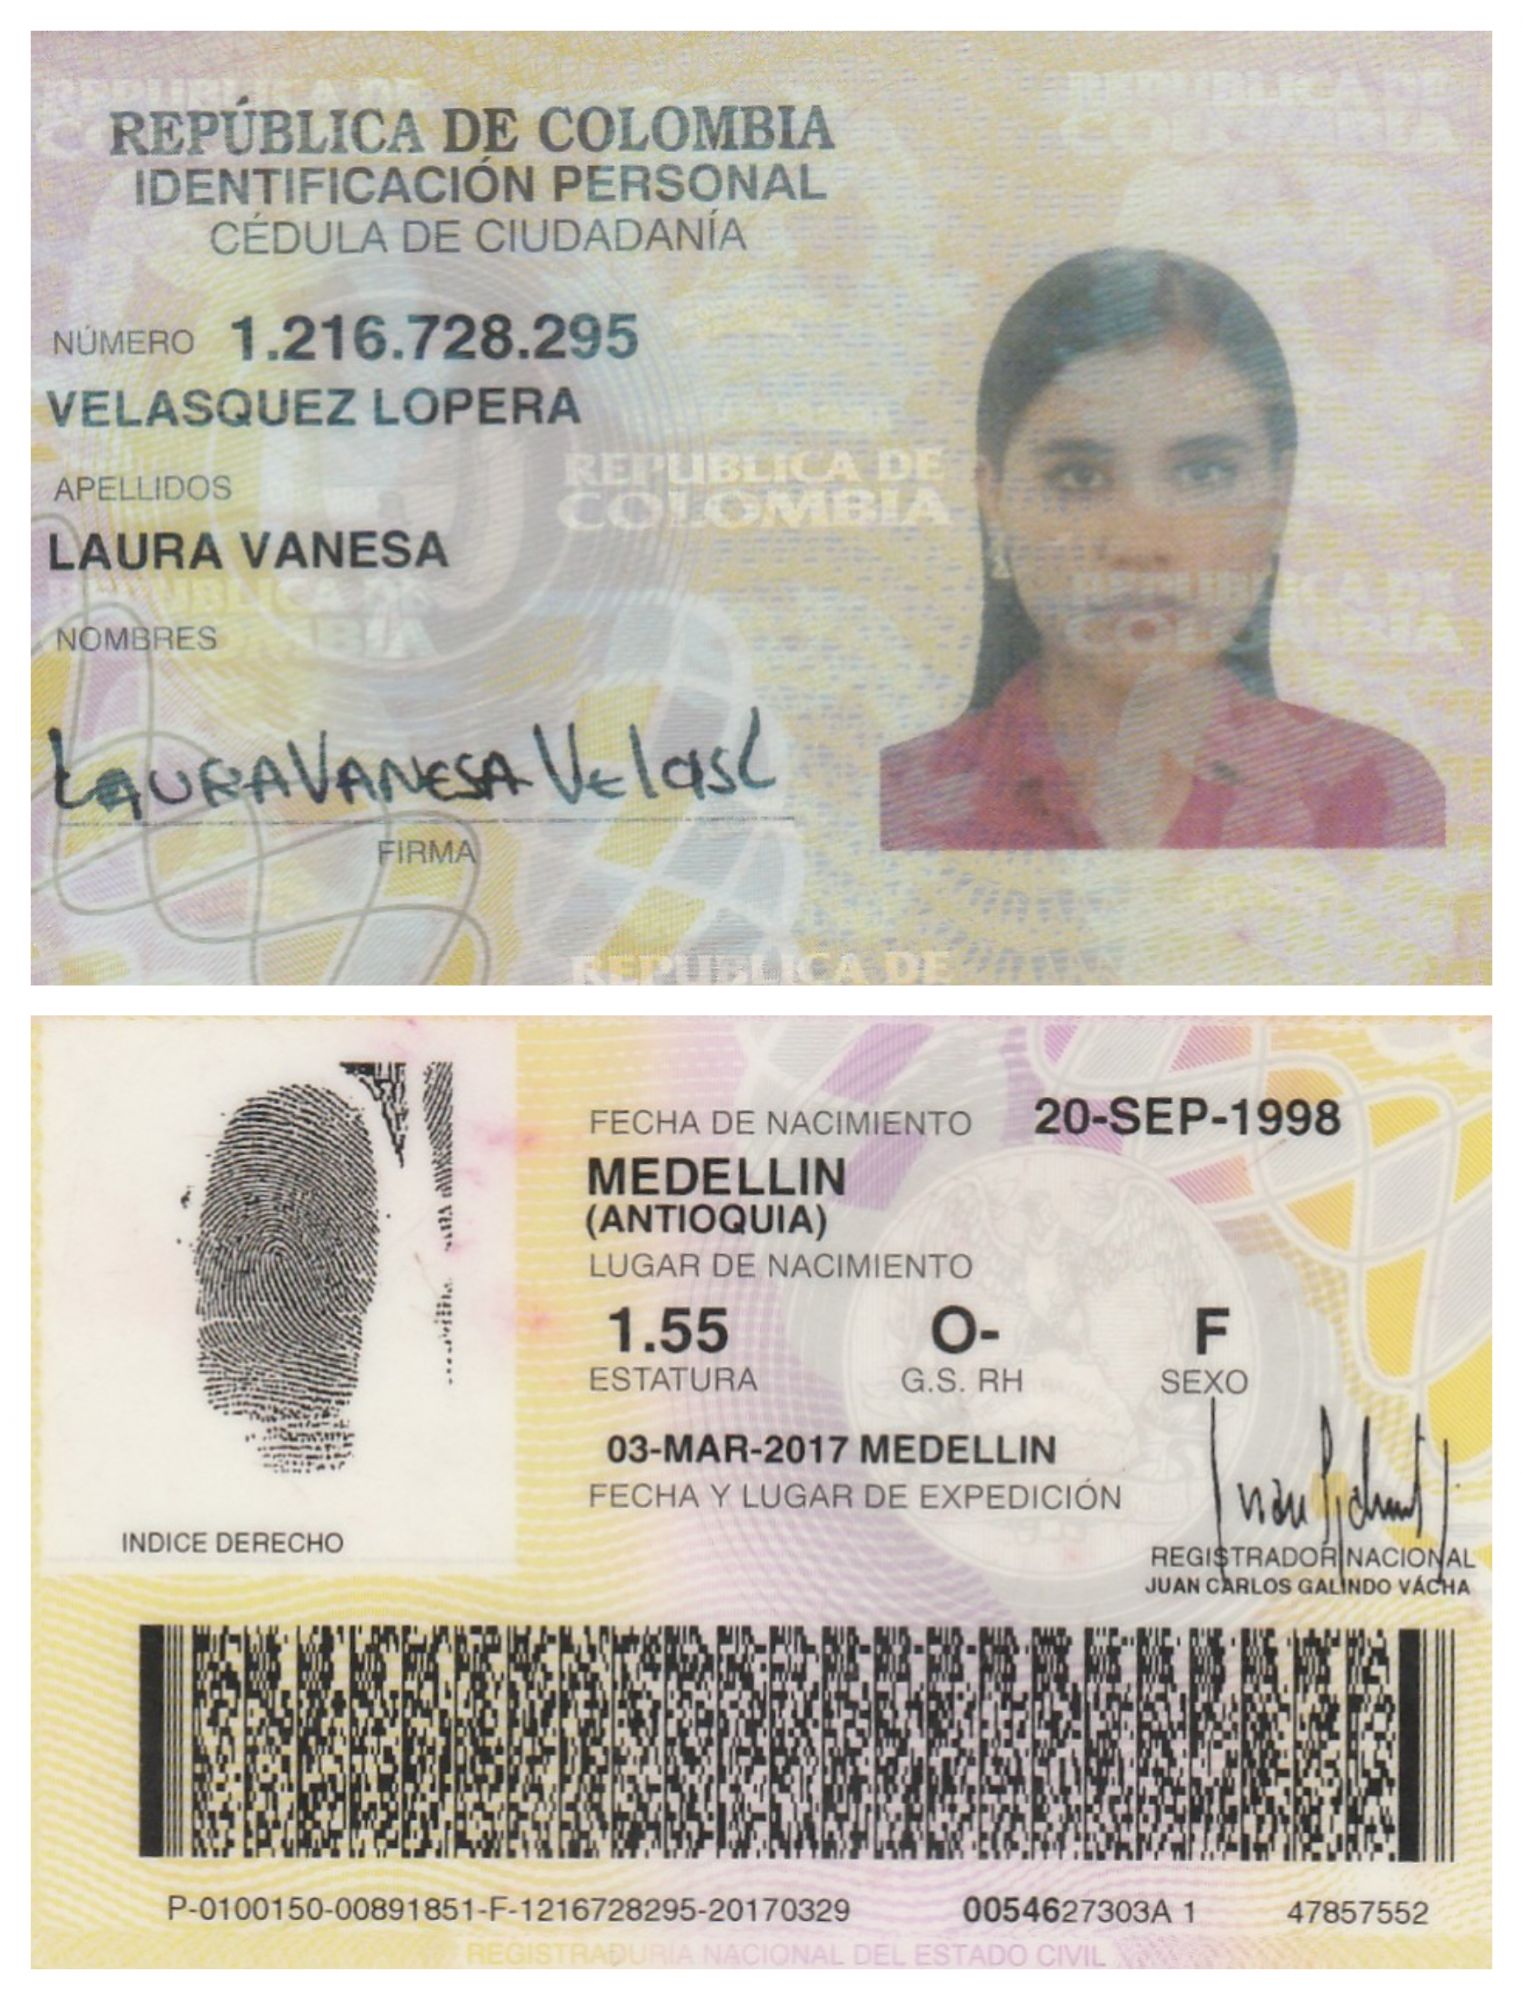 REPÚBLICA DE COLOMBIA
IDENTIFICACIÓN PERSONAL
CÉDULA DE CIUDADANÍA
NÚMERO 1.216.728.295
VELASQUEZ LOPERA
APELLIDOS
LAURA VANESA
NOMBRES
REPUBLICA DE
COLOMBIA
LAURA VANESA Velasc
FIRMA
REPUBLICA DE
FECHA DE NACIMIENTO 20-SEP-1998
MEDELLIN
(ANTIOQUIA)
LUGAR DE NACIMIENTO
1.55 O- F
ESTATURA G.S. RH SEXO
03-MAR-2017 MEDELLIN
FECHA Y LUGAR DE EXPEDICIÓN
INDICE DERECHO
REGISTRADOR NACIONAL
JUAN CARLOS GALINDO VÁCHA
P-0100150-00891851-F-1216728295-20170329 0054627303A 1 47857552
REGISTRADURIA NACIONAL DEL ESTADO CIVIL